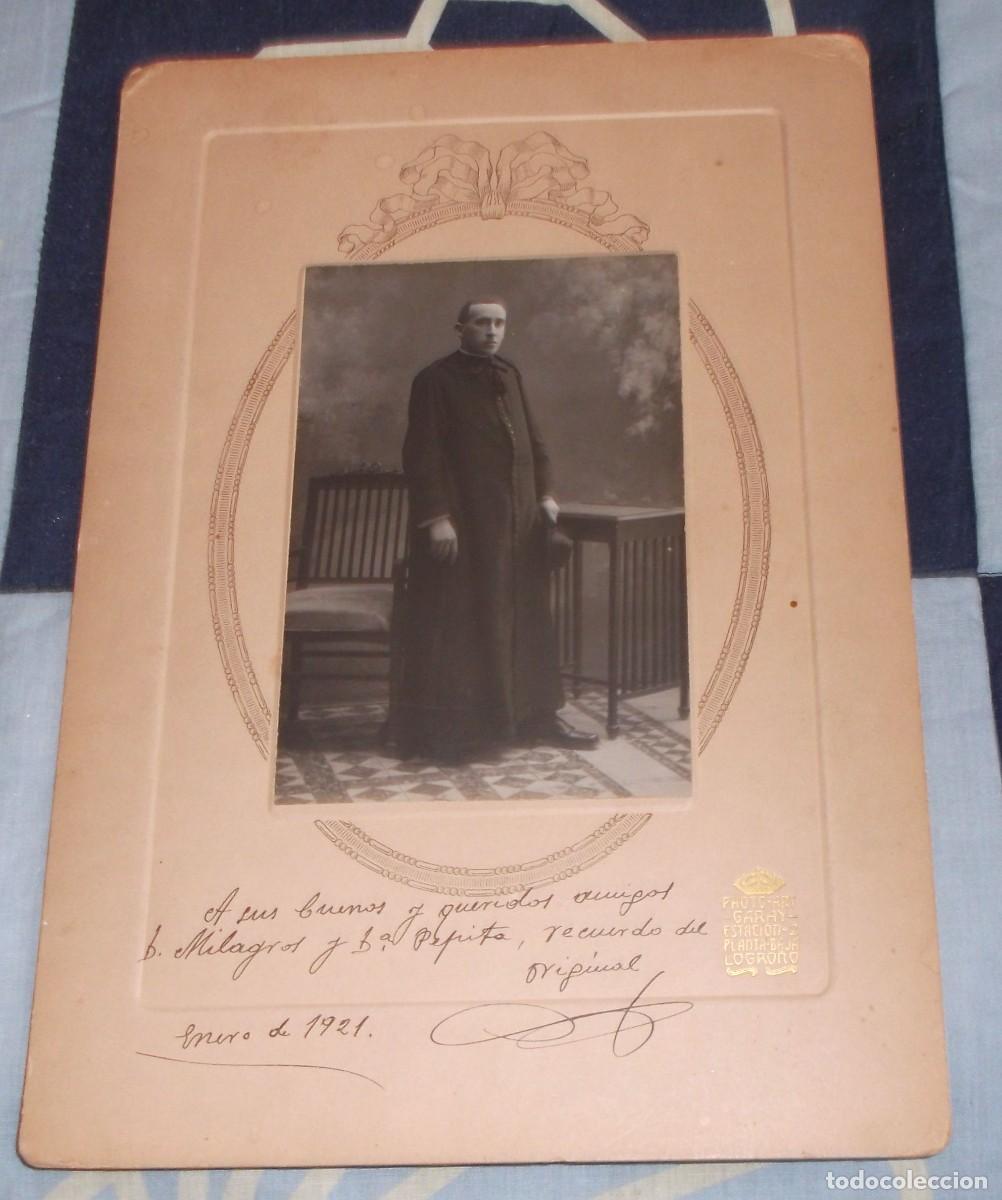 A sus buenos y queridos amigos
D. Milagros y Dª. Pepita, recuerdo del
original
Enero de 1921.
PHOTO-ART
-GARAY-
ESTACION-2
PLANTA-BAJA
LOGROÑO
todocoleccion